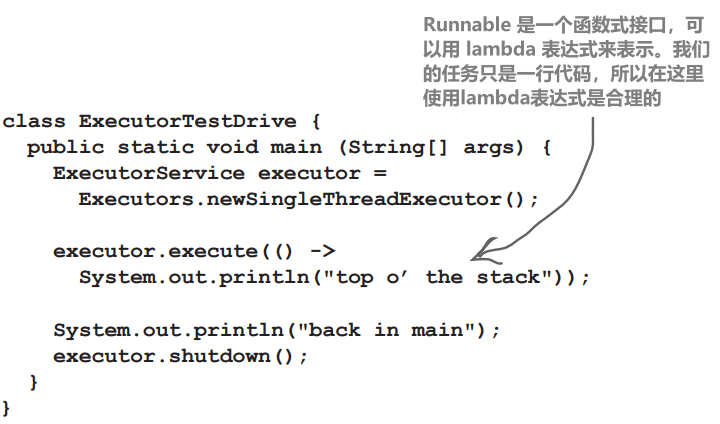 Runnable 是一个函数式接口，可
以用 lambda 表达式来表示。我们
的任务只是一行代码，所以在这里
使用lambda表达式是合理的
class ExecutorTestDrive {
  public static void main (String[] args) {
    ExecutorService executor =
      Executors.newSingleThreadExecutor();
    executor.execute(() ->
      System.out.println("top o’ the stack"));
    System.out.println("back in main");
    executor.shutdown();
  }
}